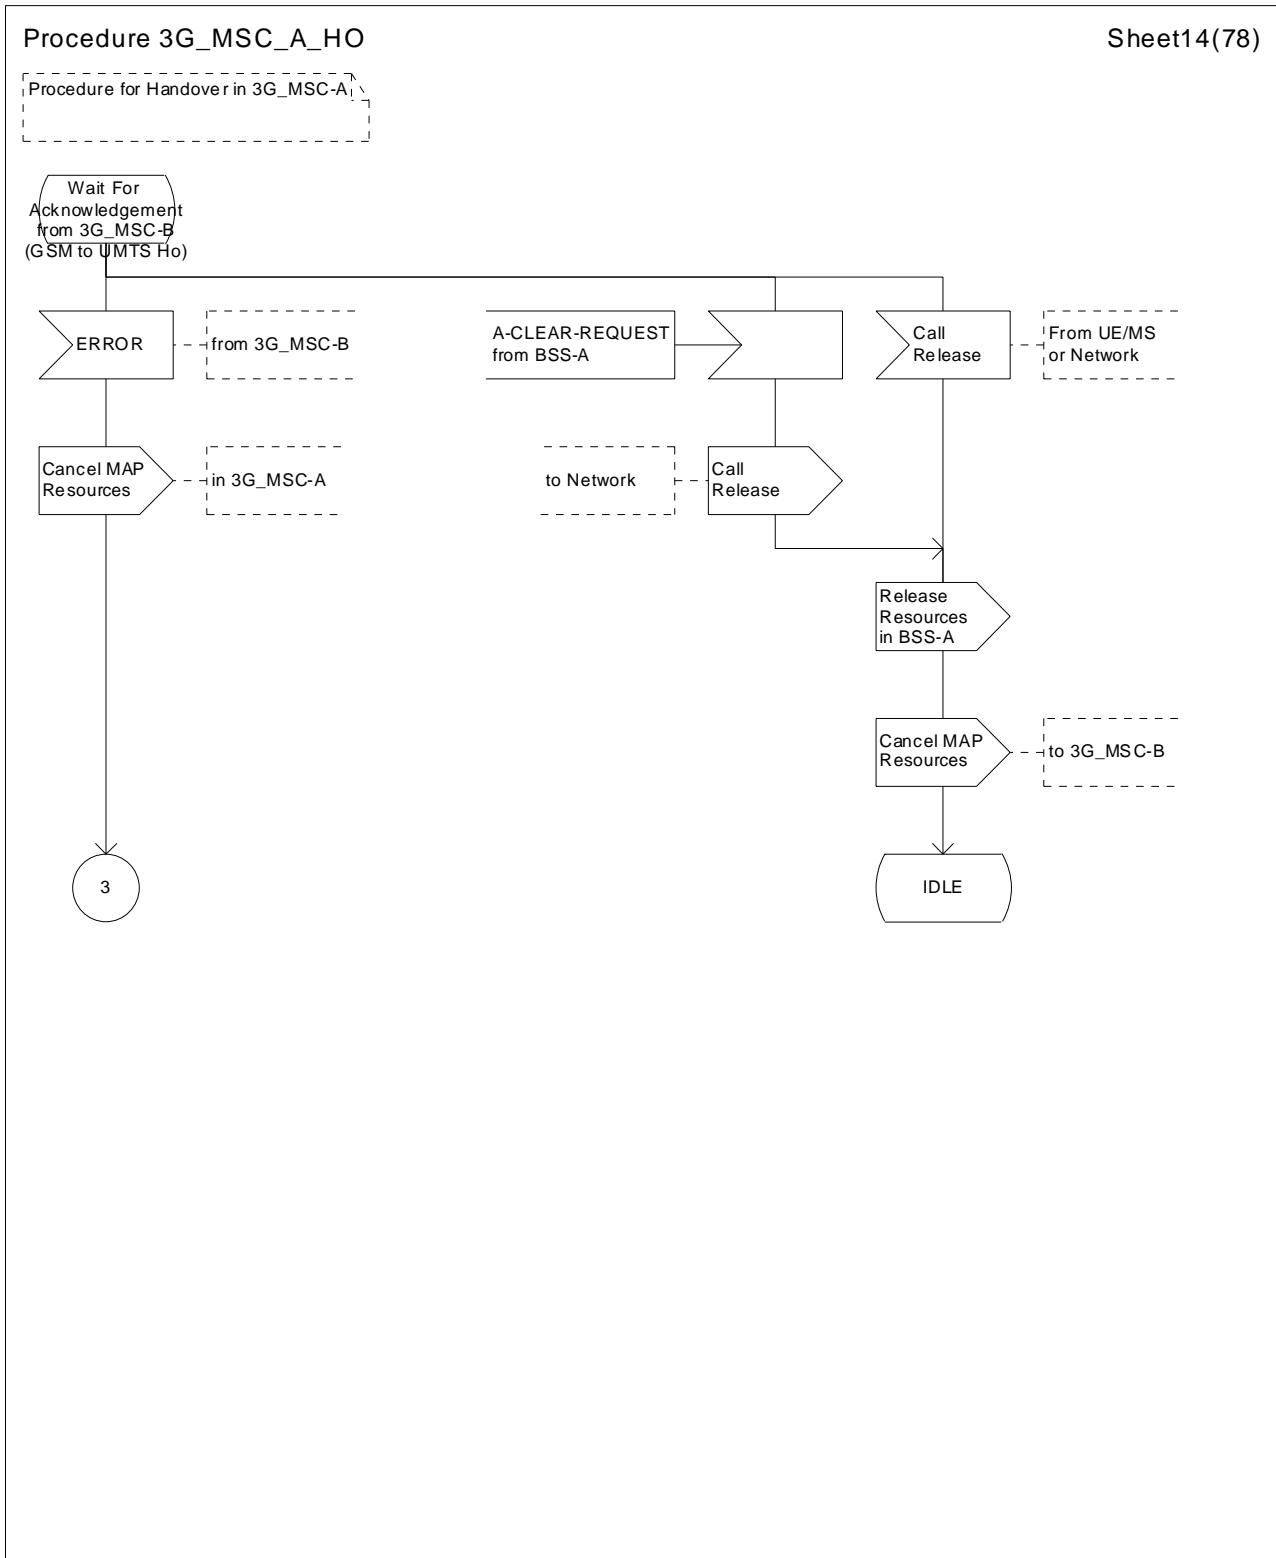 Procedure 3G_MSC_A_HO
Sheet14(78)
Procedure for Handover in 3G_MSC-A
Wait For
Acknowledgement
from 3G_MSC-B
(GSM to UMTS Ho)
ERROR
from 3G_MSC-B
A-CLEAR-REQUEST
from BSS-A
Call
Release
From UE/MS
or Network
Cancel MAP
Resources
in 3G_MSC-A
to Network
Call
Release
Release
Resources
in BSS-A
Cancel MAP
Resources
to 3G_MSC-B
3
IDLE